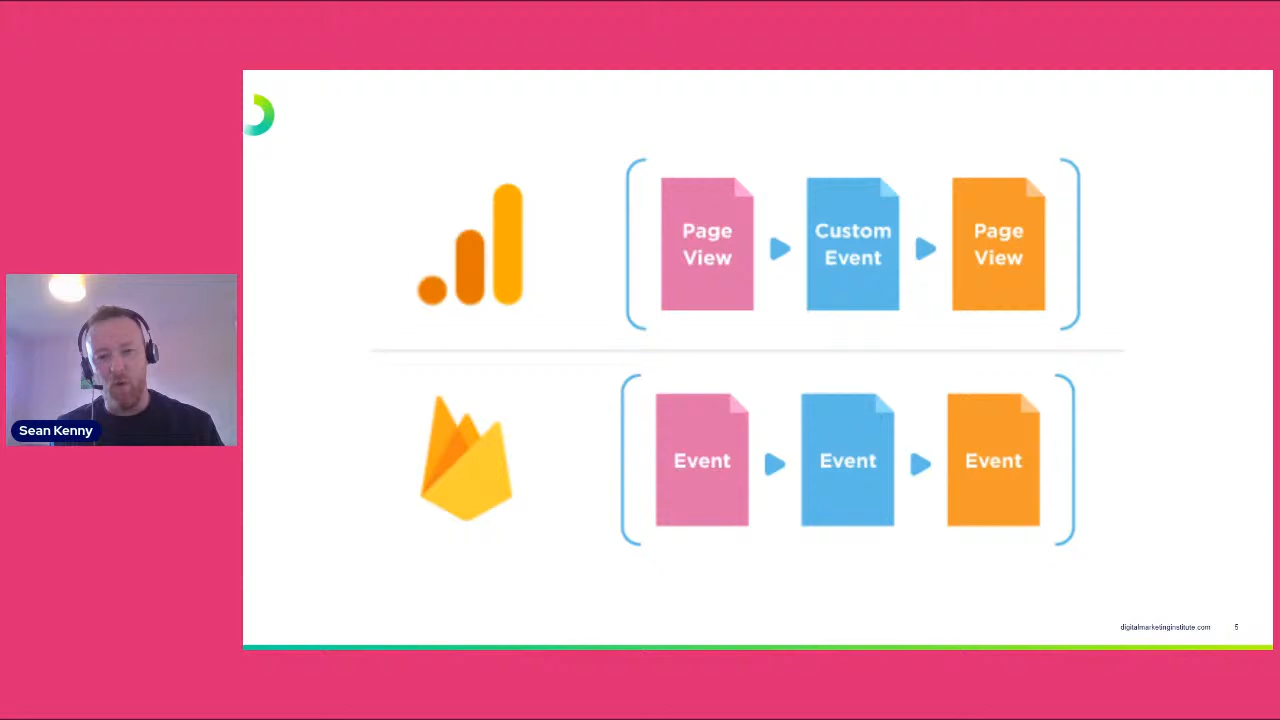 Page
View
Custom
Event
Page
View
Event
Event
Event
Sean Kenny
digitalmarketinginstitute.com
5